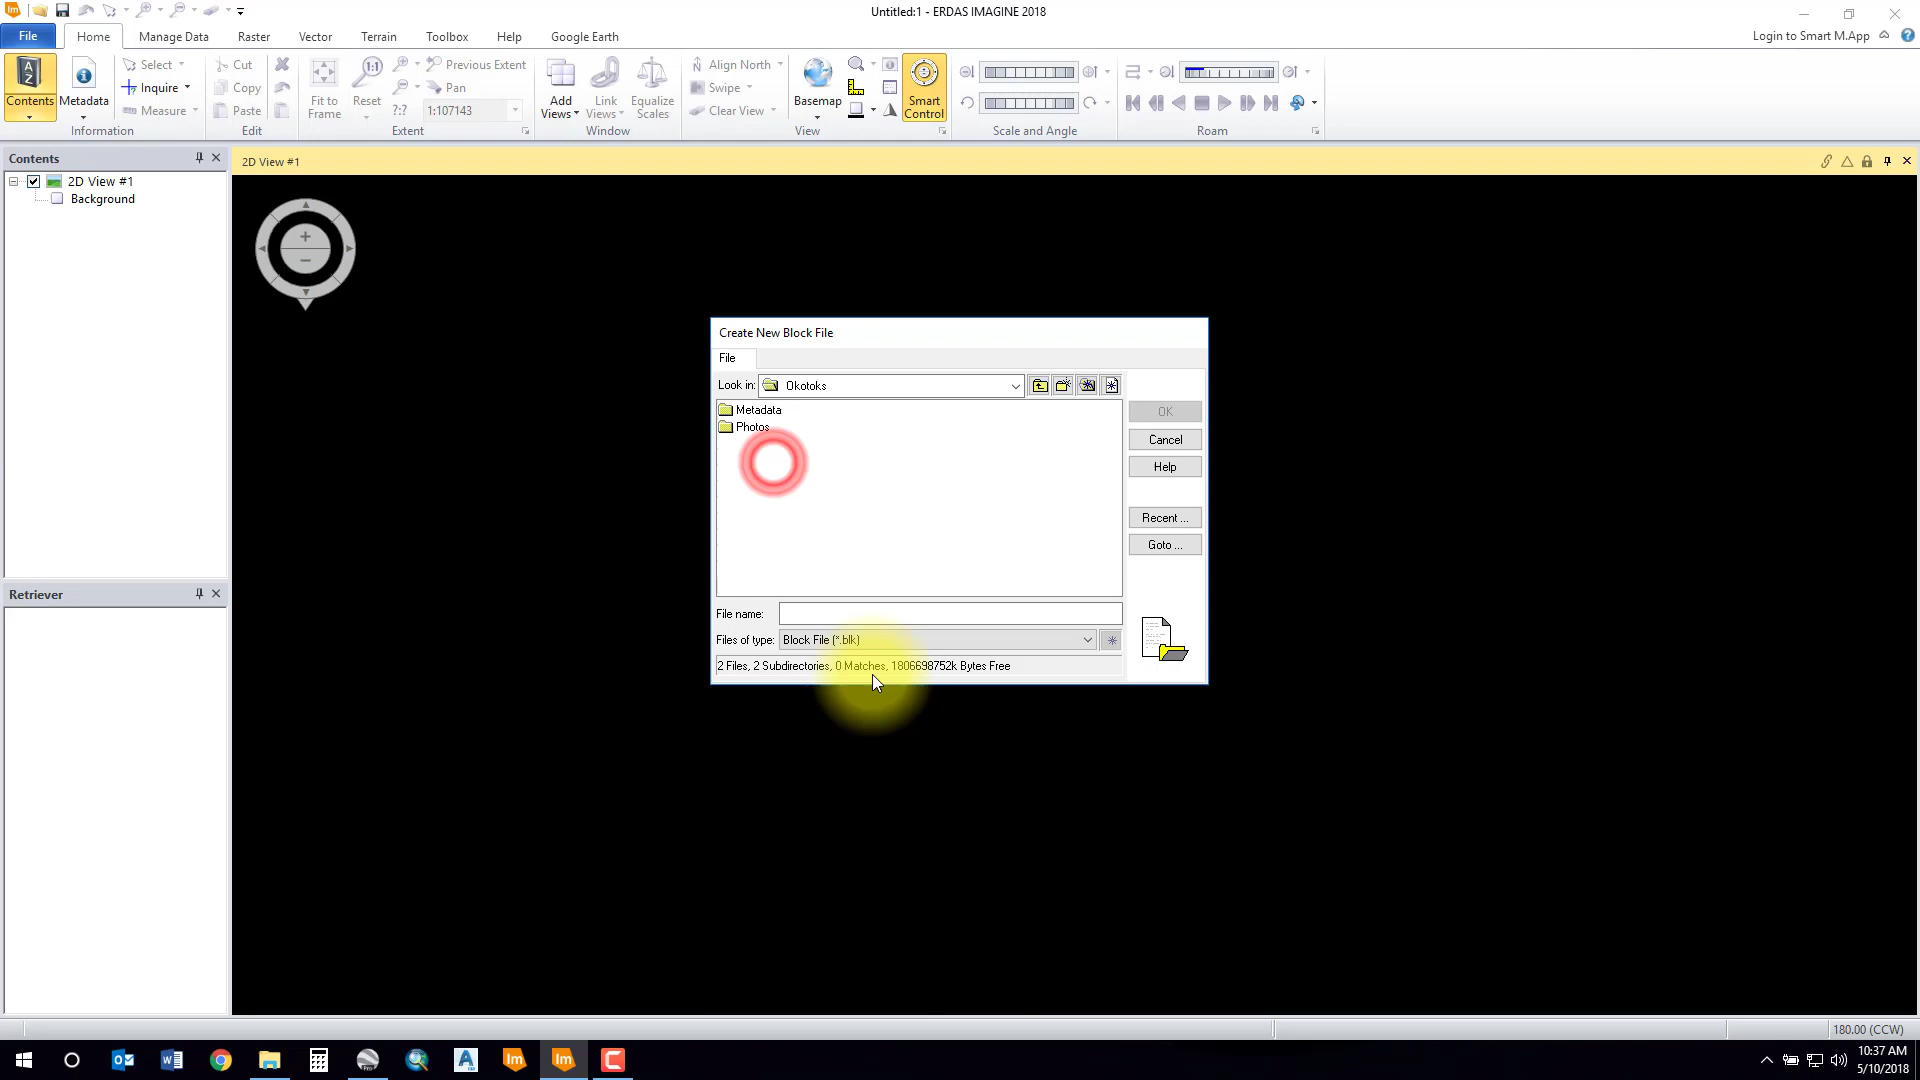 Untitled:1 - ERDAS IMAGINE 2018
File Home Manage Data Raster Vector Terrain Toolbox Help Google Earth Login to Smart M.App
Select Cut Previous Extent Align North
Inquire Copy Pan Swipe
Measure Paste ?:? 1:107143 Clear View
Contents Metadata Fit to Frame Reset Add Views Link Views Equalize Scales Basemap Smart Control
Information Edit Extent Window View Scale and Angle Roam
Contents
2D View #1
2D View #1
Background
Create New Block File
File
Look in: Okotoks
Metadata
Photos
OK
Cancel
Help
Recent ...
Goto ...
File name:
Files of type: Block File (*.blk)
2 Files, 2 Subdirectories, 0 Matches, 1806698752k Bytes Free
Retriever
180.00 (CCW)
10:37 AM
5/10/2018